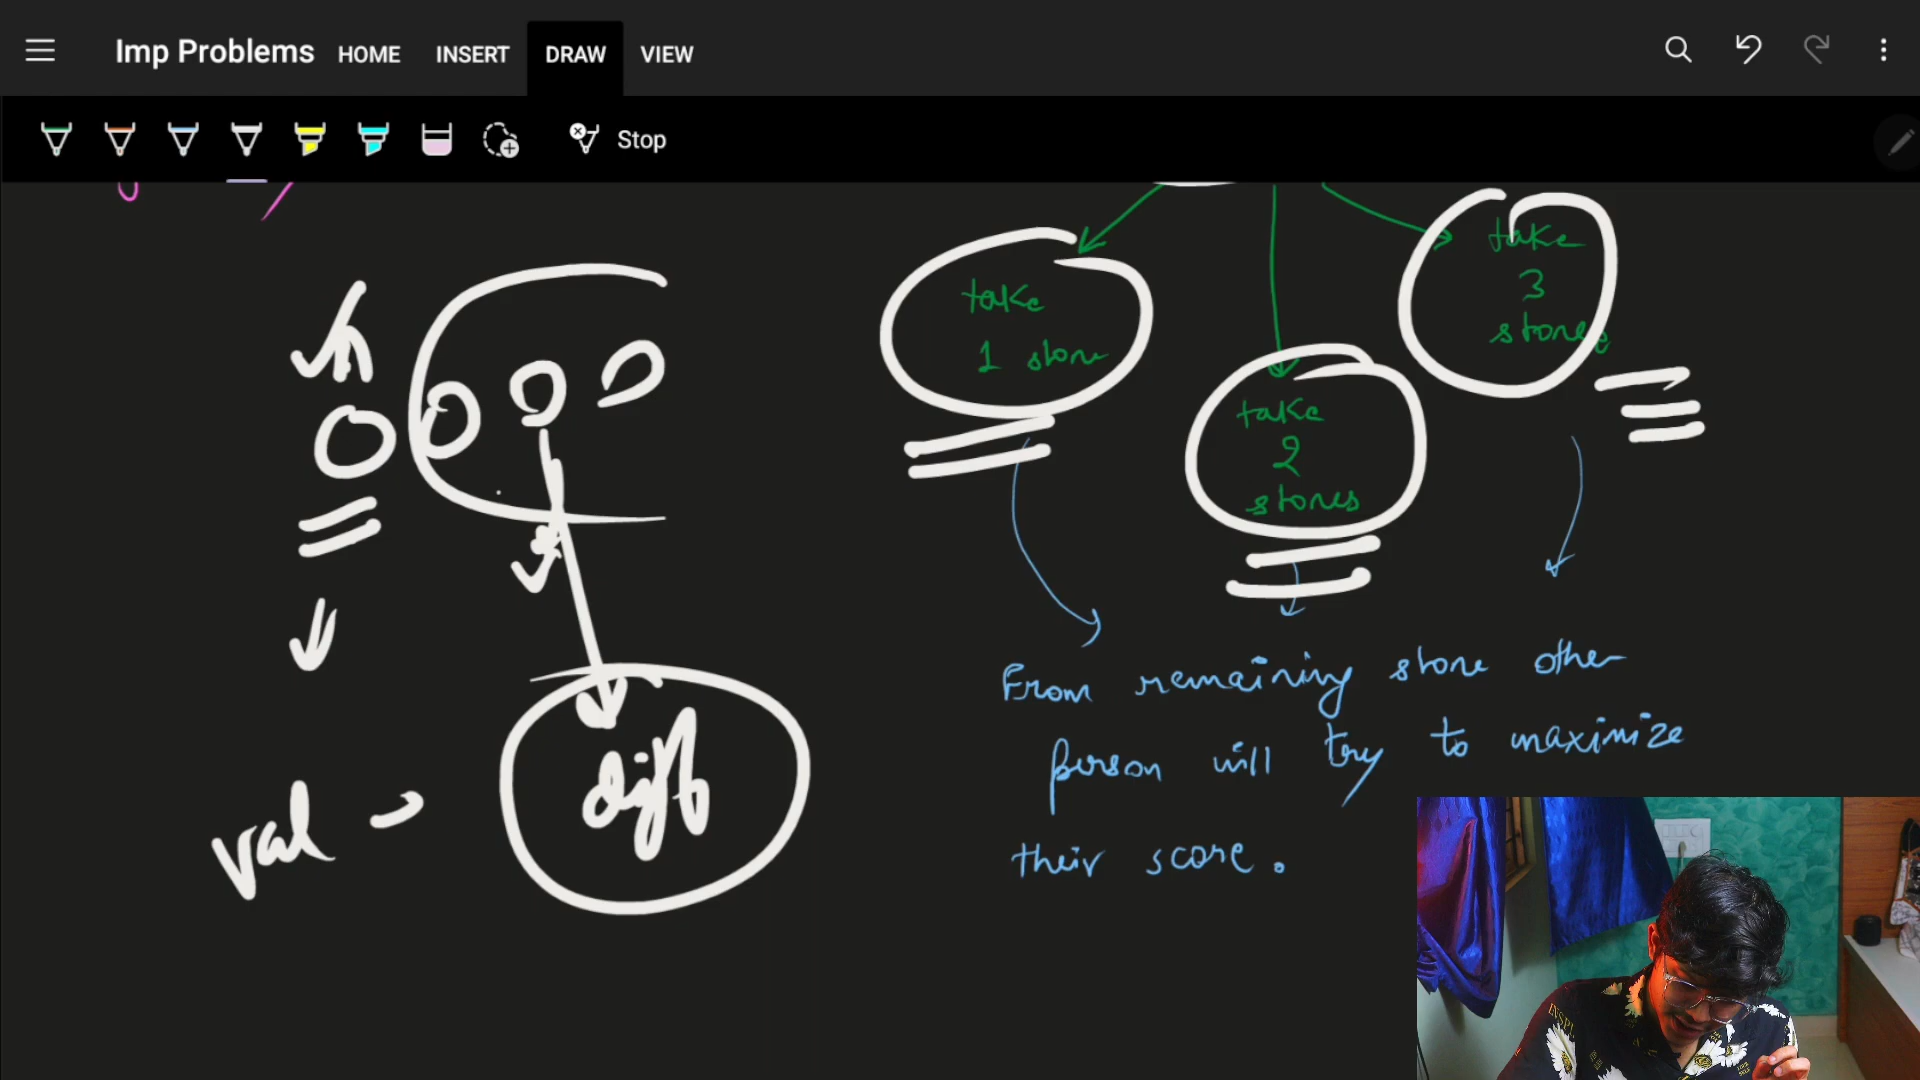 Imp Problems HOME INSERT DRAW VIEW
Stop
take
1 stone
take
2
stones
take
3
stones
From remaining stone other
person will try to maximize
their score.
val - diff